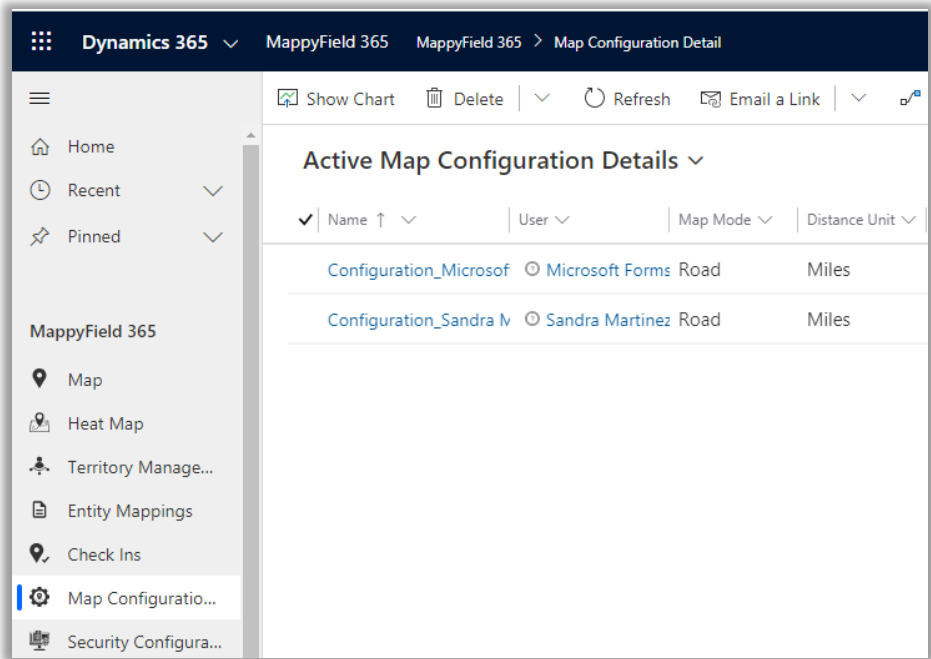 Dynamics 365 MappyField 365 MappyField 365 > Map Configuration Detail
Show Chart Delete Refresh Email a Link
Home
Recent
Pinned
Active Map Configuration Details
Name ↑ User Map Mode Distance Unit
Configuration_Microsof Microsoft Forms Road Miles
Configuration_Sandra M Sandra Martinez Road Miles
MappyField 365
Map
Heat Map
Territory Manage...
Entity Mappings
Check Ins
Map Configuratio...
Security Configura...